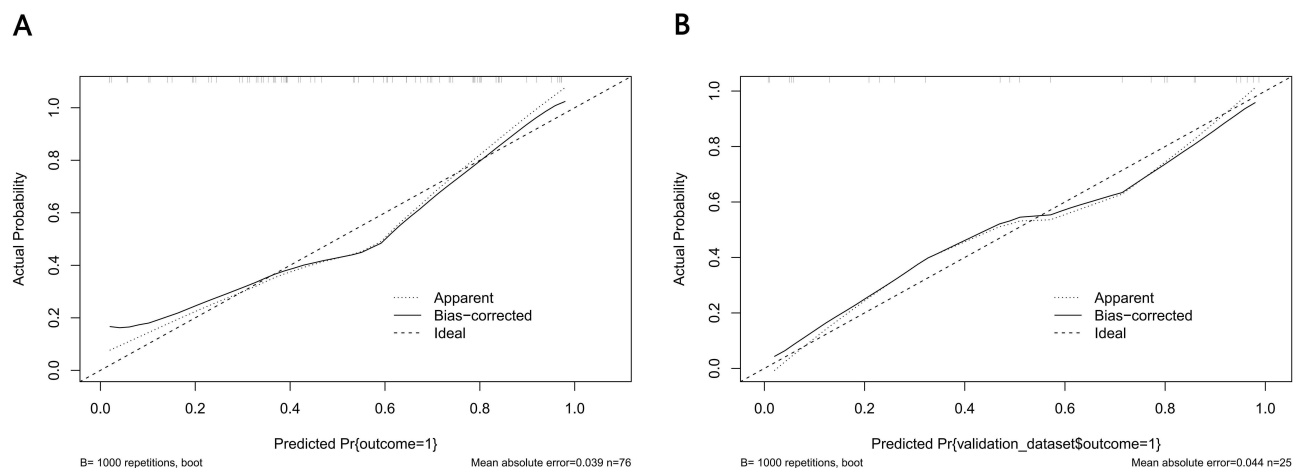 A
Actual Probability
1.0
0.8
0.6
0.4
0.2
0.0
Apparent
Bias−corrected
Ideal
0.0 0.2 0.4 0.6 0.8 1.0
Predicted Pr{outcome=1}
B= 1000 repetitions, boot
Mean absolute error=0.039 n=76
B
Actual Probability
1.0
0.8
0.6
0.4
0.2
0.0
Apparent
Bias−corrected
Ideal
0.0 0.2 0.4 0.6 0.8 1.0
Predicted Pr{validation_dataset$outcome=1}
B= 1000 repetitions, boot
Mean absolute error=0.044 n=25